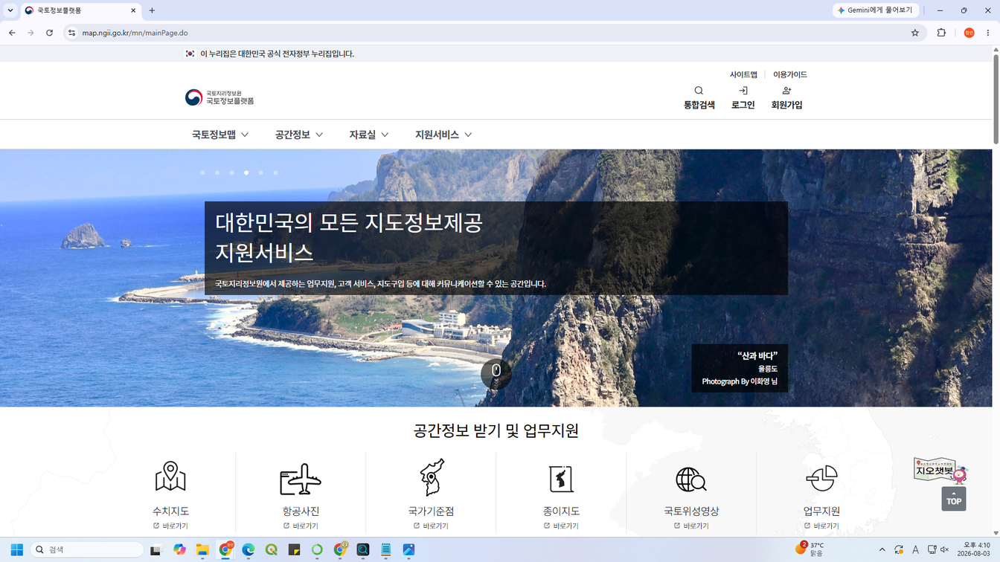 국토정보플랫폼
Gemini에게 물어보기
map.ngii.go.kr/mn/mainPage.do
정인
이 누리집은 대한민국 공식 전자정부 누리집입니다.
사이트맵 이용가이드
국토지리정보원
국토정보플랫폼
통합검색 로그인 회원가입
국토정보맵 공간정보 자료실 지원서비스
대한민국의 모든 지도정보제공
지원서비스
국토지리정보원에서 제공하는 업무지원, 고객 서비스, 지도구입 등에 대해 커뮤니케이션할 수 있는 공간입니다.
“산과 바다”
울릉도
Photograph By 이화영 님
공간정보 받기 및 업무지원
지오챗봇
TOP
수치지도 항공사진 국가기준점 종이지도 국토위성영상 업무지원
바로가기 바로가기 바로가기 바로가기 바로가기 바로가기
검색
2
37°C
맑음
A
오후 4:10
2026-08-03